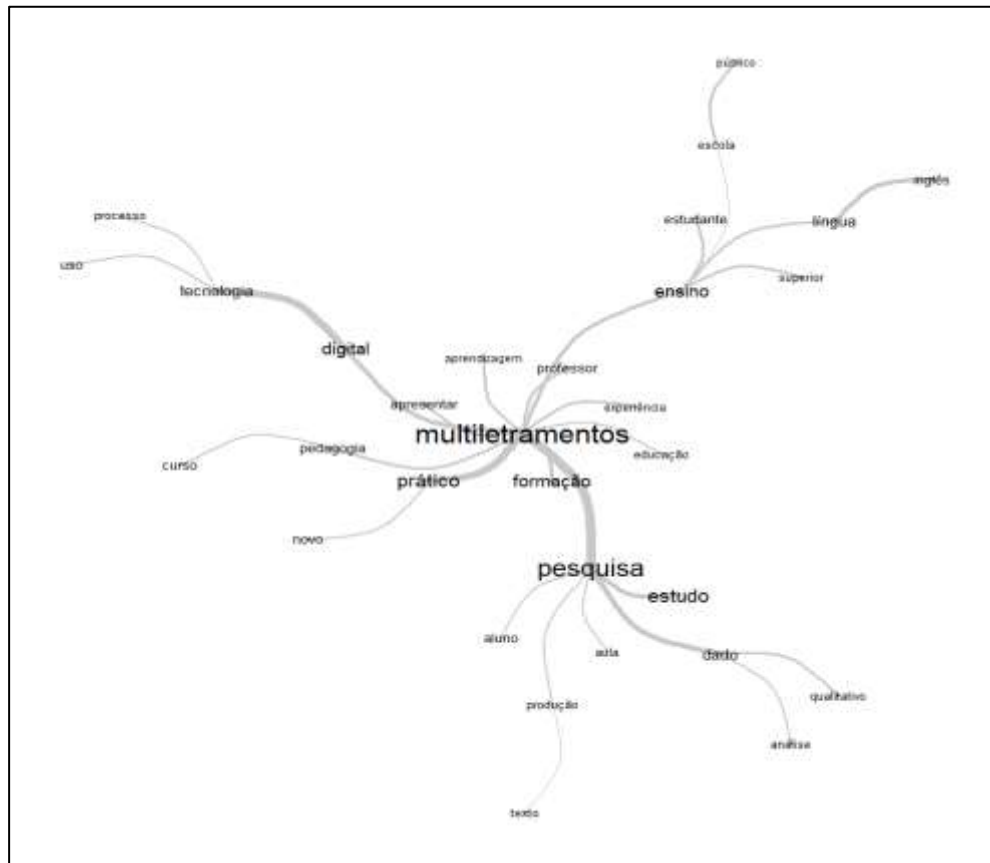 público
escola
inglês
processo
estudante
língua
uso
superior
tecnologia
ensino
digital
aprendizagem
professor
apresentar
experiência
multiletramentos
pedagogia
educação
curso
prático
formação
novo
pesquisa
estudo
aluno
aula
dado
qualitativo
produção
análise
texto